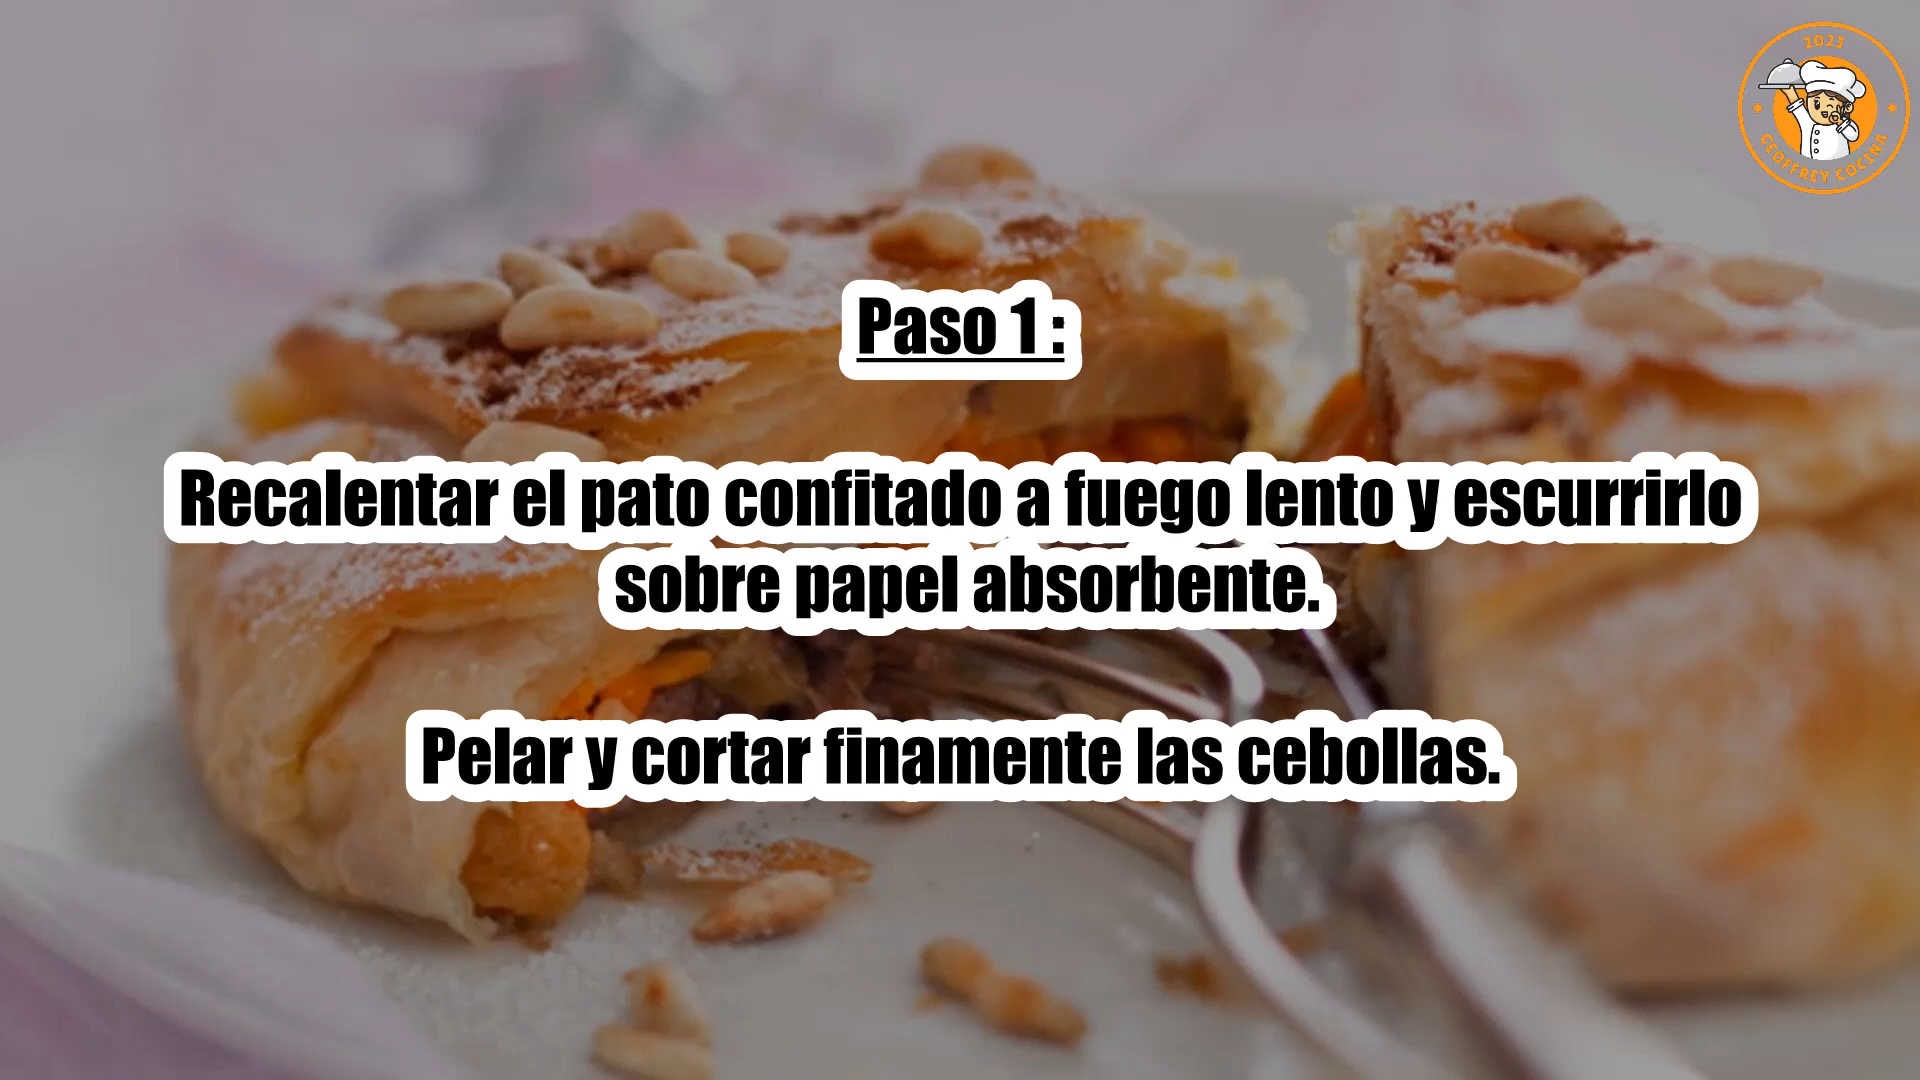 2023
GEOFFREY COCINA
Paso 1 :
Recalentar el pato confitado a fuego lento y escurrirlo
sobre papel absorbente.
Pelar y cortar finamente las cebollas.